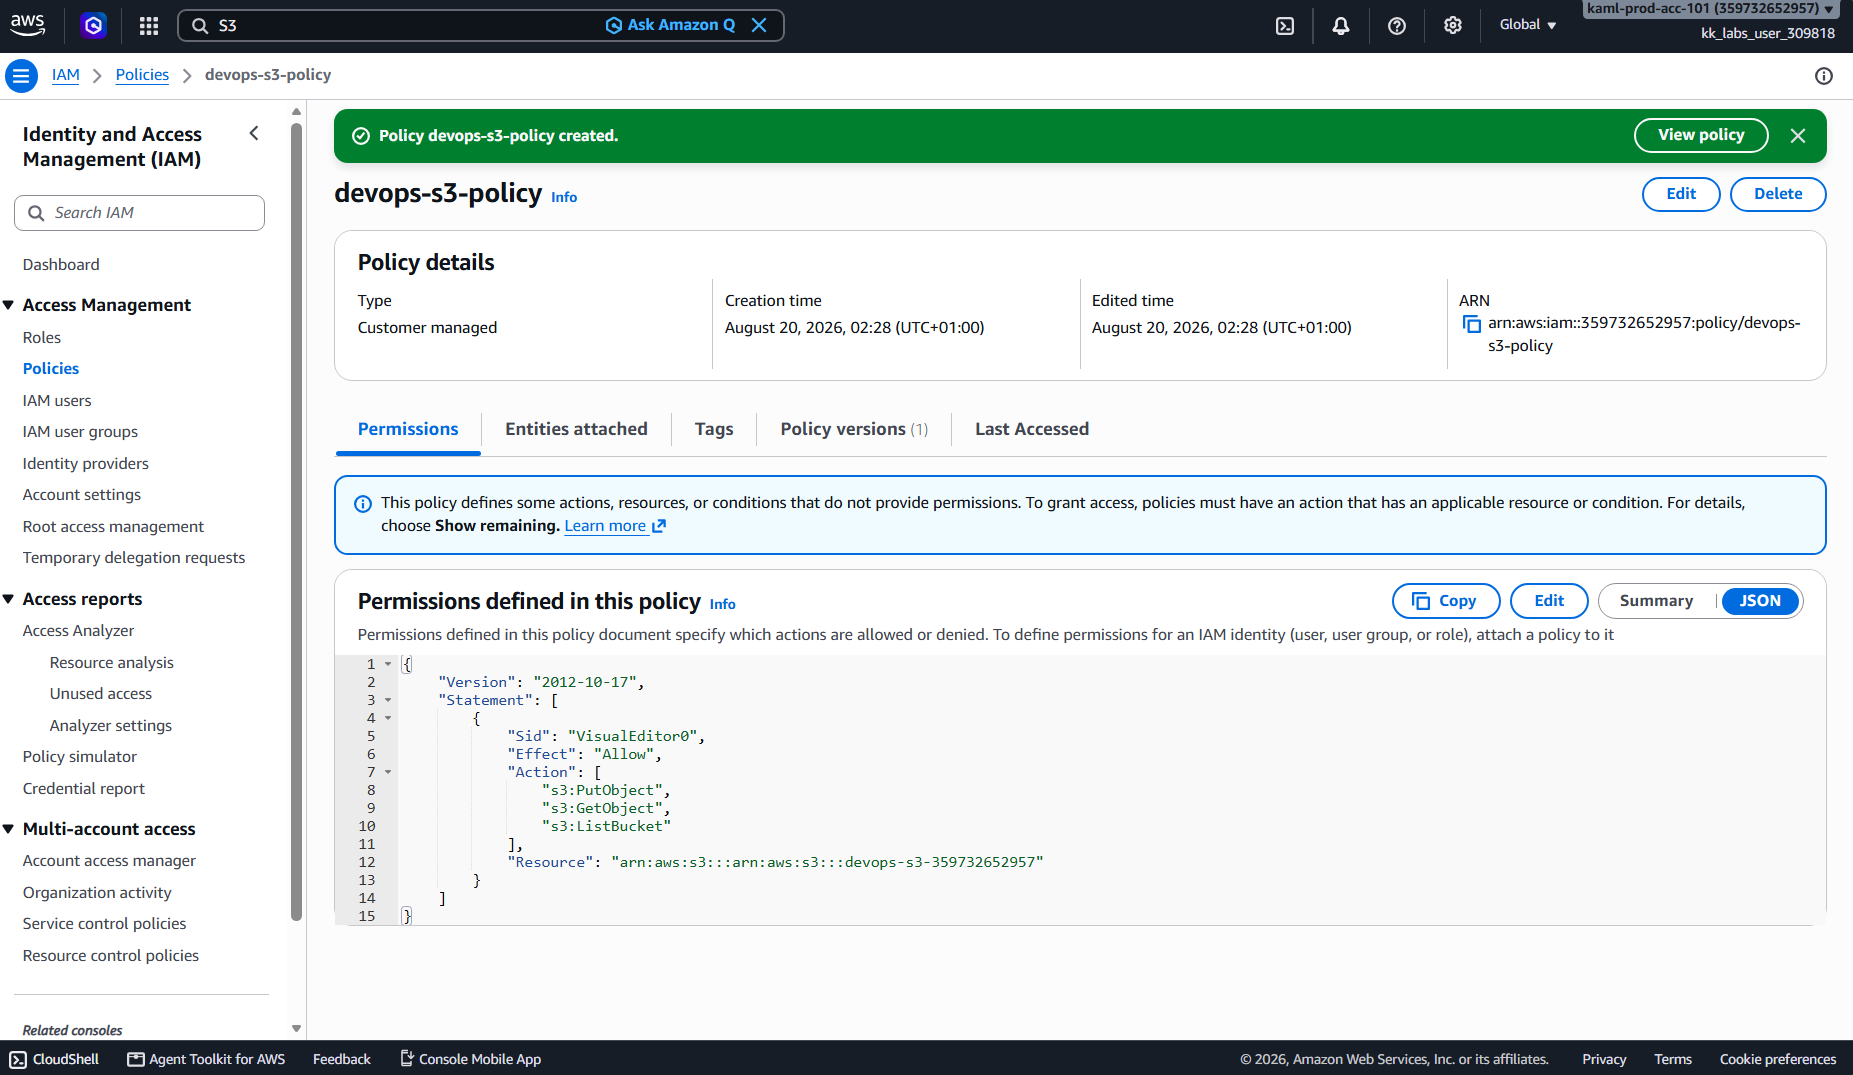 aws
S3
Ask Amazon Q
Global
kaml-prod-acc-101 (359732652957)
kk_labs_user_309818
IAM
Policies
devops-s3-policy
Identity and Access
Management (IAM)
Search IAM
Dashboard
Access Management
Roles
Policies
IAM users
IAM user groups
Identity providers
Account settings
Root access management
Temporary delegation requests
Access reports
Access Analyzer
Resource analysis
Unused access
Analyzer settings
Policy simulator
Credential report
Multi-account access
Account access manager
Organization activity
Service control policies
Resource control policies
Related consoles
Policy devops-s3-policy created.
View policy
devops-s3-policy Info
Edit
Delete
Policy details
Type
Customer managed
Creation time
August 20, 2026, 02:28 (UTC+01:00)
Edited time
August 20, 2026, 02:28 (UTC+01:00)
ARN
arn:aws:iam::359732652957:policy/devops-
s3-policy
Permissions
Entities attached
Tags
Policy versions (1)
Last Accessed
This policy defines some actions, resources, or conditions that do not provide permissions. To grant access, policies must have an action that has an applicable resource or condition. For details,
choose Show remaining. Learn more
Permissions defined in this policy Info
Copy
Edit
Summary
JSON
Permissions defined in this policy document specify which actions are allowed or denied. To define permissions for an IAM identity (user, user group, or role), attach a policy to it
1 {
2 "Version": "2012-10-17",
3 "Statement": [
4 {
5 "Sid": "VisualEditor0",
6 "Effect": "Allow",
7 "Action": [
8 "s3:PutObject",
9 "s3:GetObject",
10 "s3:ListBucket"
11 ],
12 "Resource": "arn:aws:s3:::arn:aws:s3:::devops-s3-359732652957"
13 }
14 ]
15 }
CloudShell
Agent Toolkit for AWS
Feedback
Console Mobile App
© 2026, Amazon Web Services, Inc. or its affiliates.
Privacy
Terms
Cookie preferences